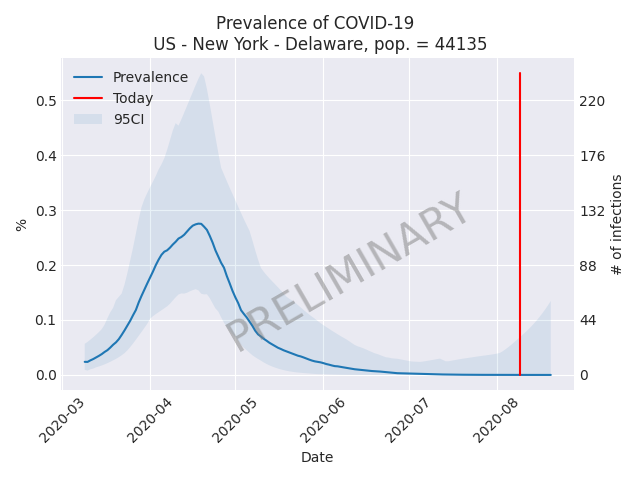 Prevalence of COVID-19
US - New York - Delaware, pop. = 44135
Prevalence
Today
95CI
0.5
0.4
0.3
0.2
0.1
0.0
%
220
176
132
88
44
0
# of infections
PRELIMINARY
2020-03
2020-04
2020-05
2020-06
2020-07
2020-08
Date